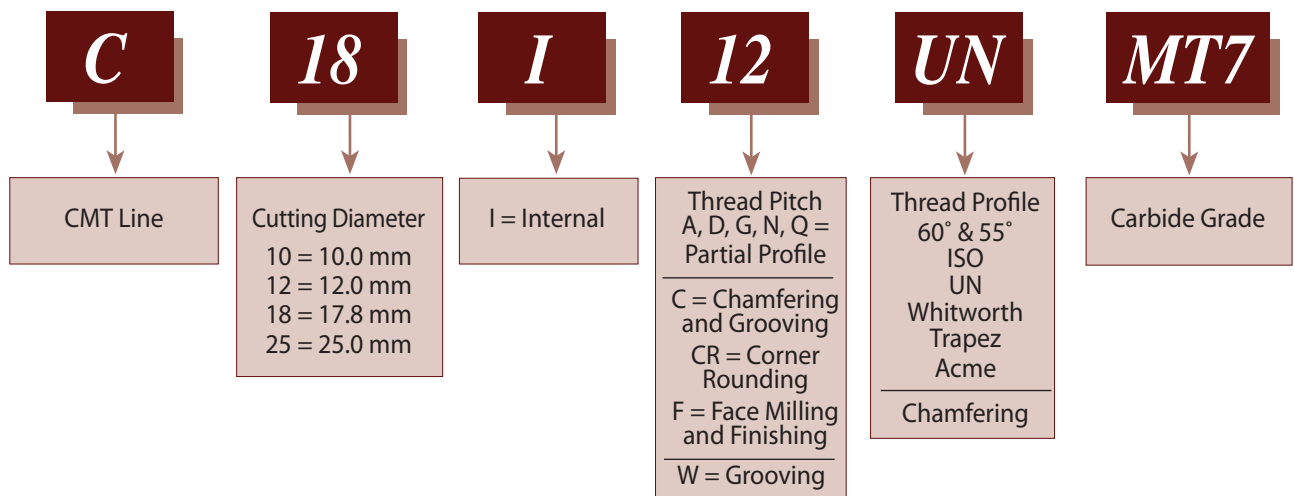 C
18
I
12
UN
MT7
CMT Line
Cutting Diameter
10 = 10.0 mm
12 = 12.0 mm
18 = 17.8 mm
25 = 25.0 mm
I = Internal
Thread Pitch
A, D, G, N, Q =
Partial Profile
C = Chamfering
and Grooving
CR = Corner
Rounding
F = Face Milling
and Finishing
W = Grooving
Thread Profile
60° & 55°
ISO
UN
Whitworth
Trapez
Acme
Chamfering
Carbide Grade